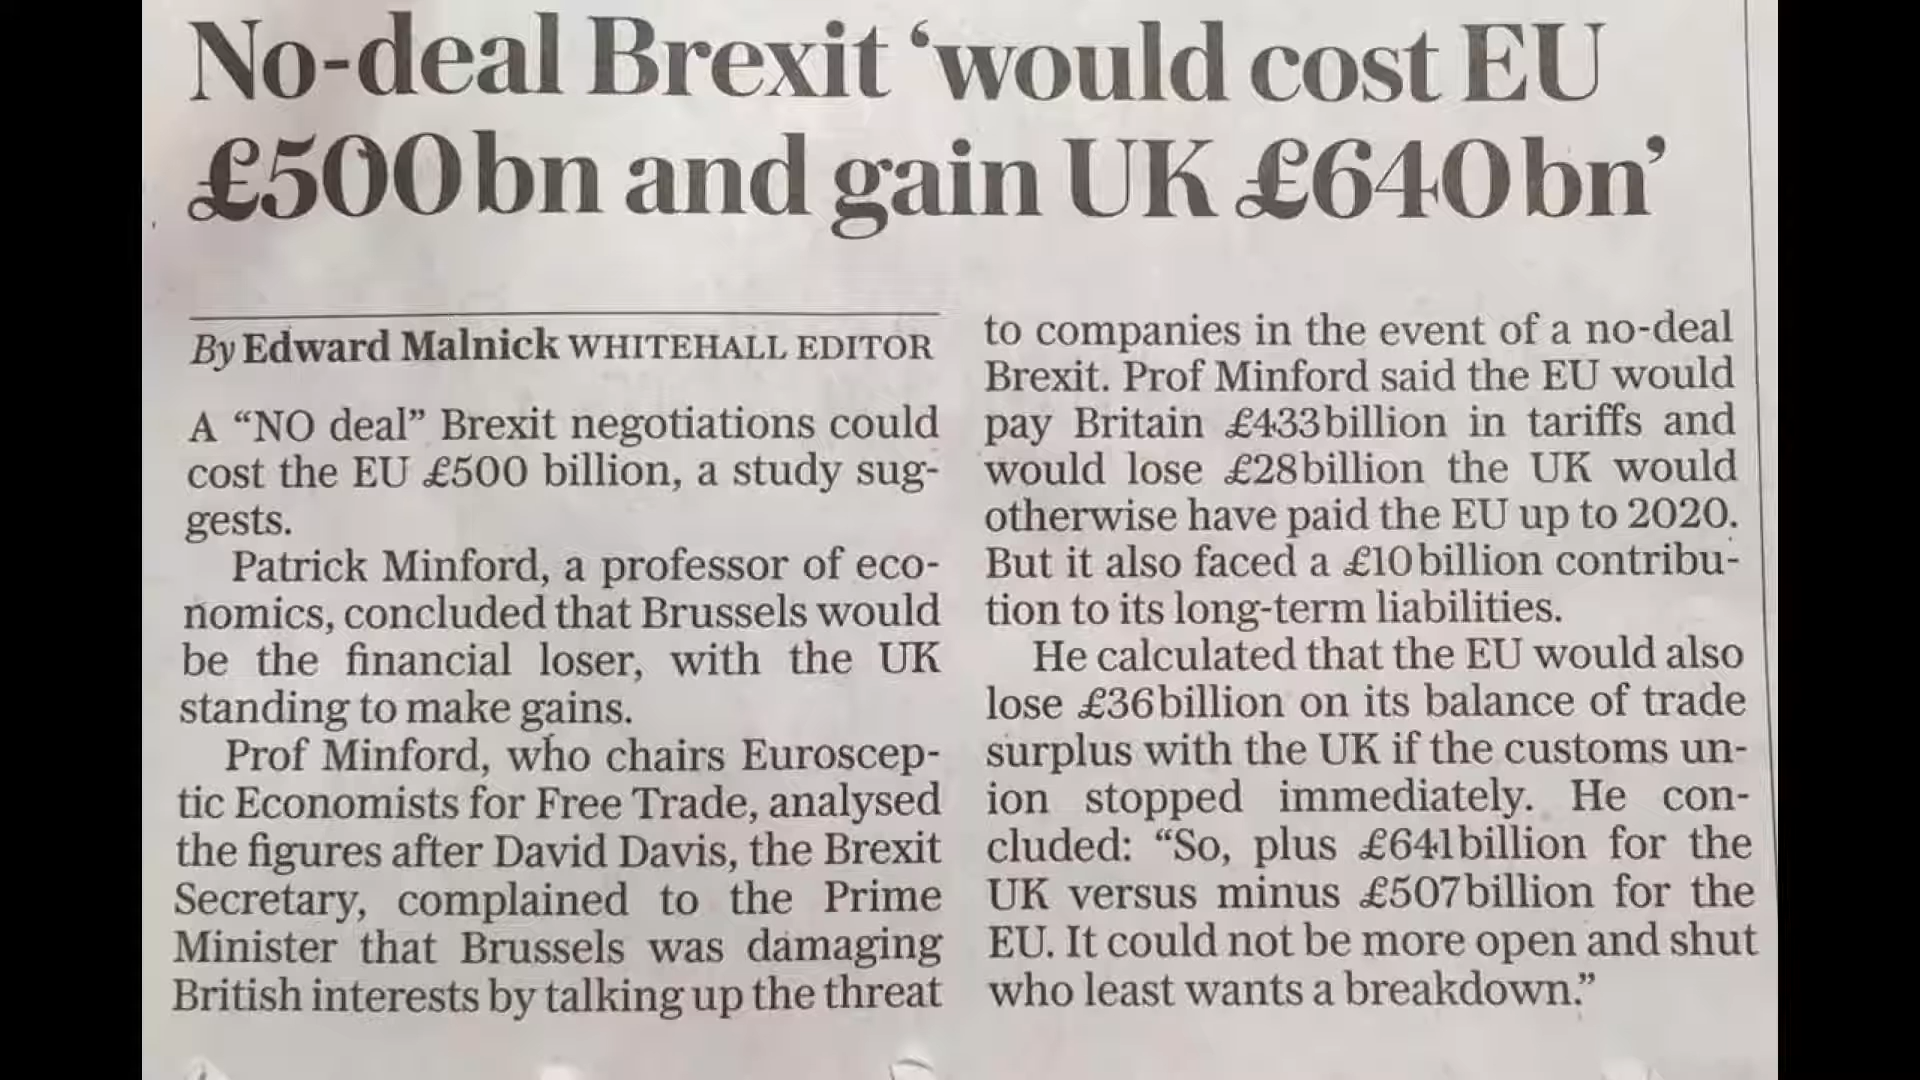 No-deal Brexit ‘would cost EU
£500bn and gain UK £640bn’
By Edward Malnick WHITEHALL EDITOR
A “NO deal” Brexit negotiations could
cost the EU £500 billion, a study sug-
gests.
Patrick Minford, a professor of eco-
nomics, concluded that Brussels would
be the financial loser, with the UK
standing to make gains.
Prof Minford, who chairs Euroscep-
tic Economists for Free Trade, analysed
the figures after David Davis, the Brexit
Secretary, complained to the Prime
Minister that Brussels was damaging
British interests by talking up the threat
to companies in the event of a no-deal
Brexit. Prof Minford said the EU would
pay Britain £433billion in tariffs and
would lose £28billion the UK would
otherwise have paid the EU up to 2020.
But it also faced a £10billion contribu-
tion to its long-term liabilities.
He calculated that the EU would also
lose £36billion on its balance of trade
surplus with the UK if the customs un-
ion stopped immediately. He con-
cluded: “So, plus £641billion for the
UK versus minus £507billion for the
EU. It could not be more open and shut
who least wants a breakdown.”